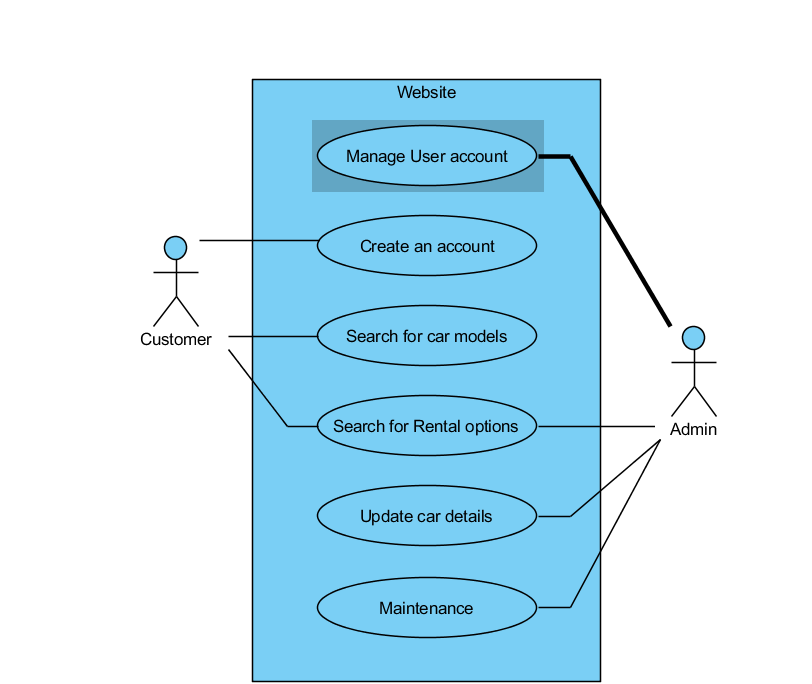 Website
Manage User account
Create an account
Search for car models
Customer
Search for Rental options
Admin
Update car details
Maintenance